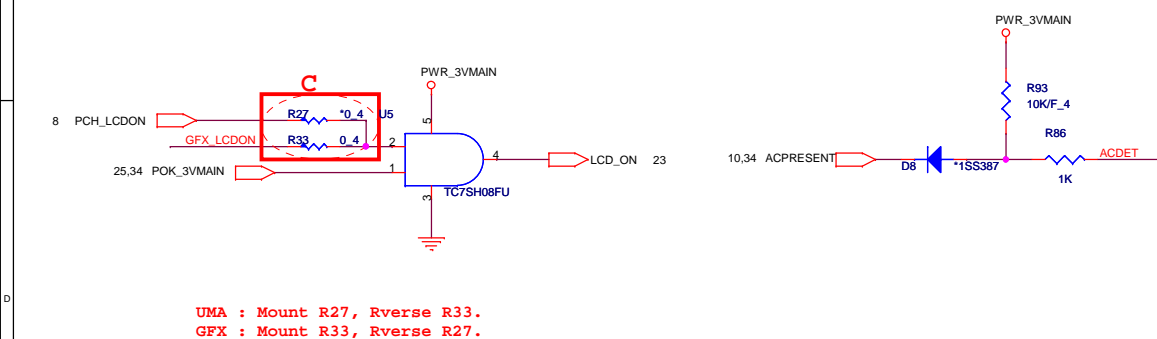 PWR_3VMAIN
C
PWR_3VMAIN
R93
10K/F_4
R27 *0_4 U5
8 PCH_LCDON
5
R86
GFX_LCDON R33 0_4 2
4 LCD_ON 23
10,34 ACPRESENT
ACDET
25,34 POK_3VMAIN 1
D8 *1SS387
1K
3 TC7SH08FU
D
UMA : Mount R27, Rverse R33.
GFX : Mount R33, Rverse R27.